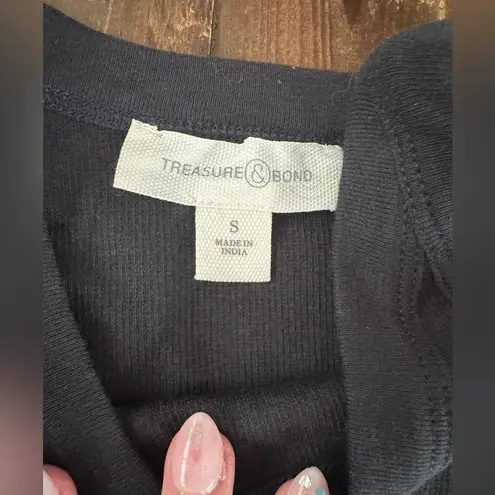 TREASURE & BOND
S
MADE IN
INDIA